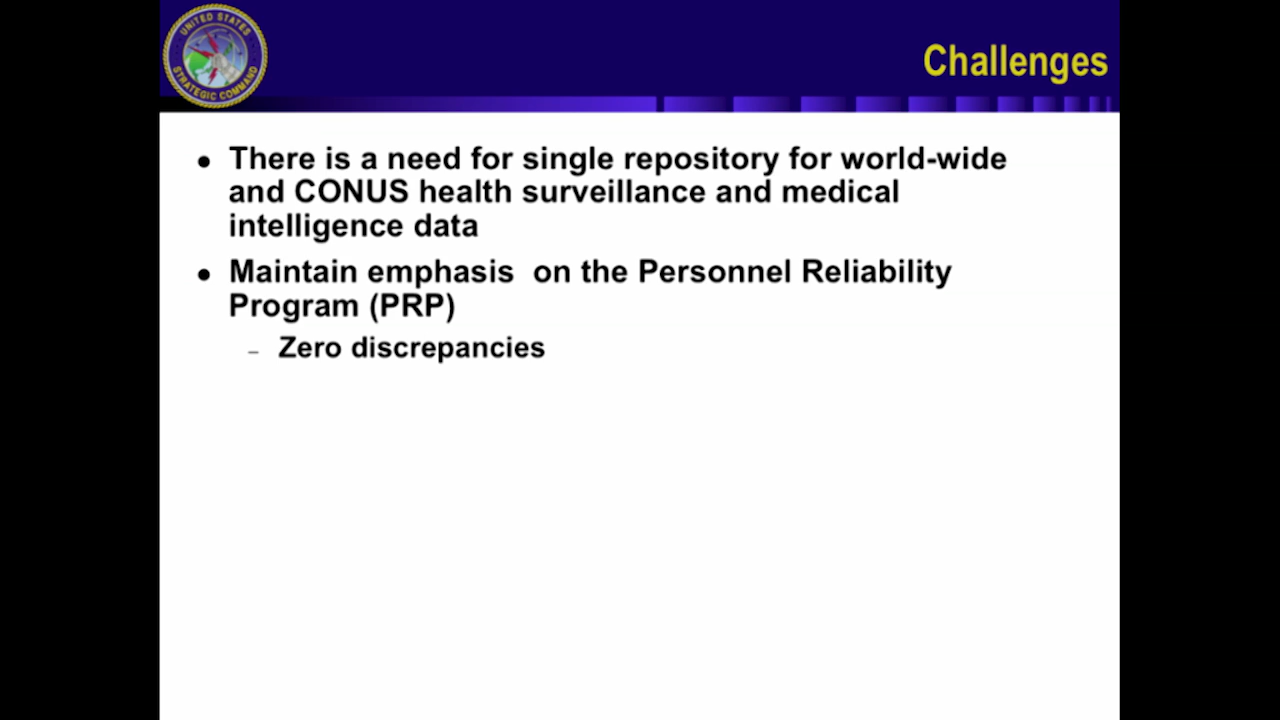 UNITED STATES
STRATEGIC COMMAND
Challenges
● There is a need for single repository for world-wide
and CONUS health surveillance and medical
intelligence data
● Maintain emphasis  on the Personnel Reliability
Program (PRP)
– Zero discrepancies